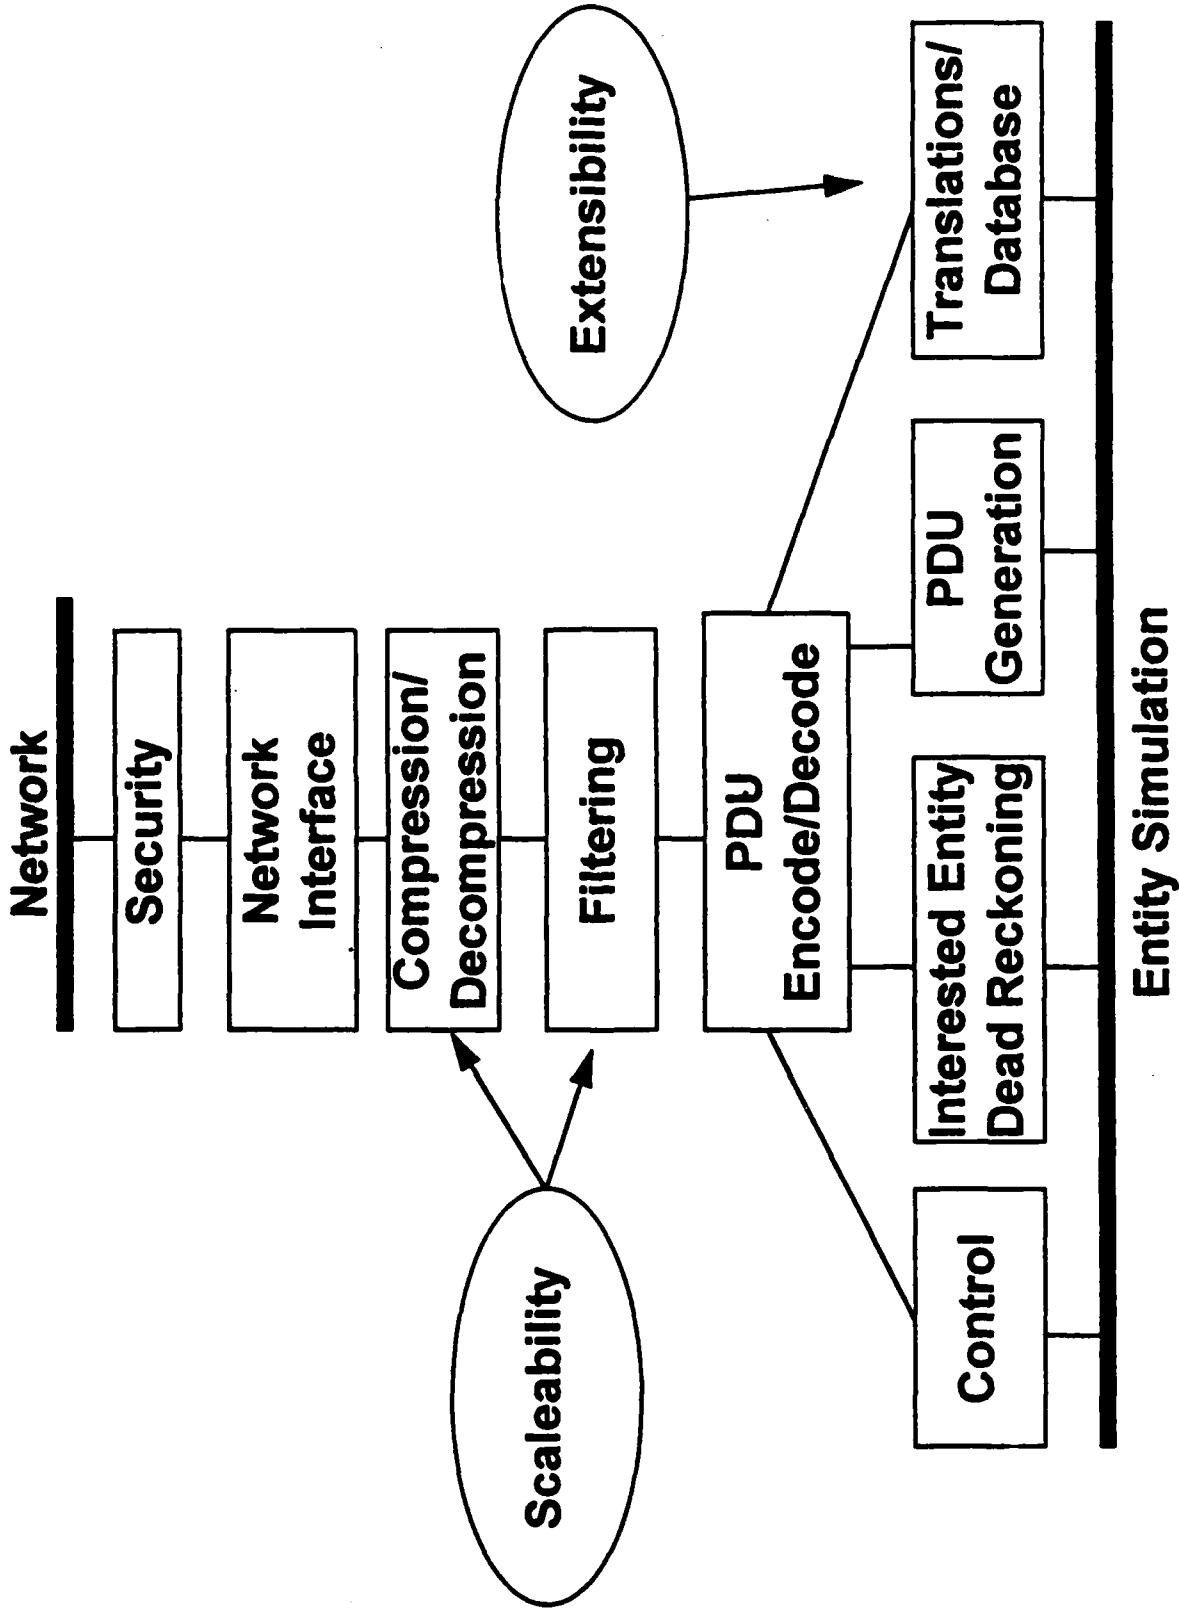 Network
Security
Network
Interface
Compression/
Decompression
Filtering
PDU
Encode/Decode
Scaleability
Extensibility
Control
Interested Entity
Dead Reckoning
PDU
Generation
Translations/
Database
Entity Simulation